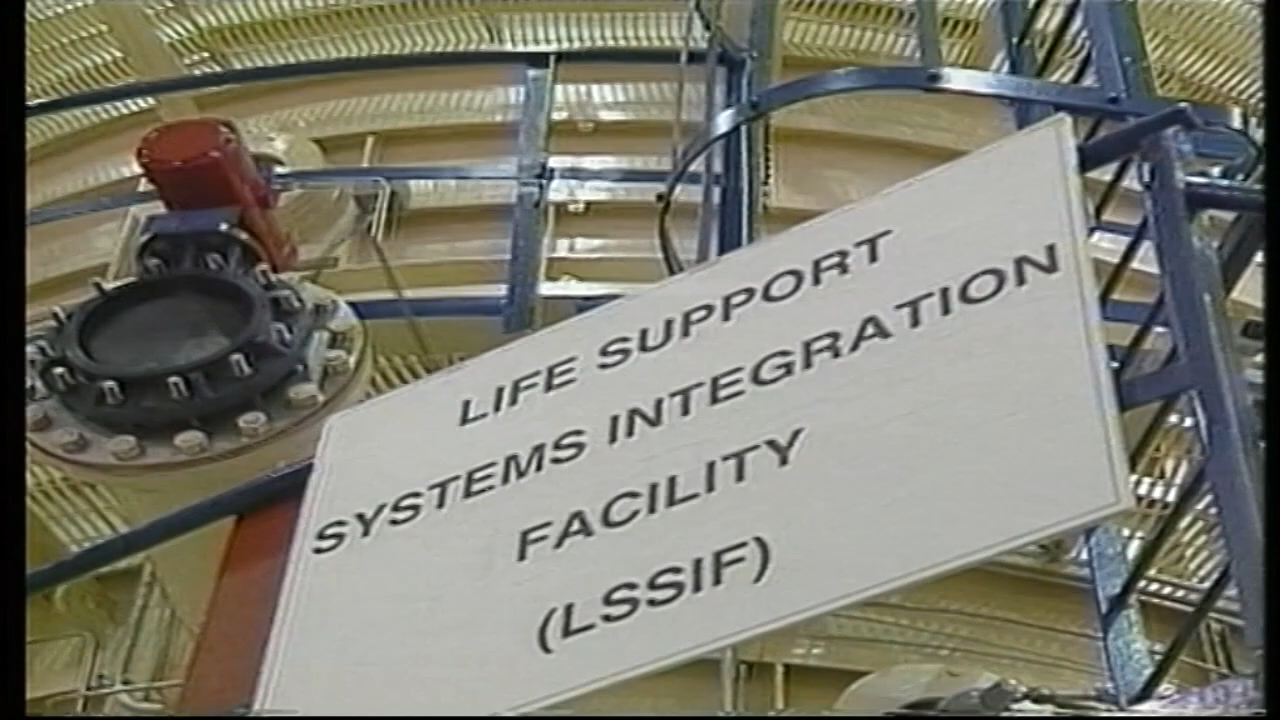 LIFE SUPPORT
SYSTEMS INTEGRATION
FACILITY
(LSSIF)